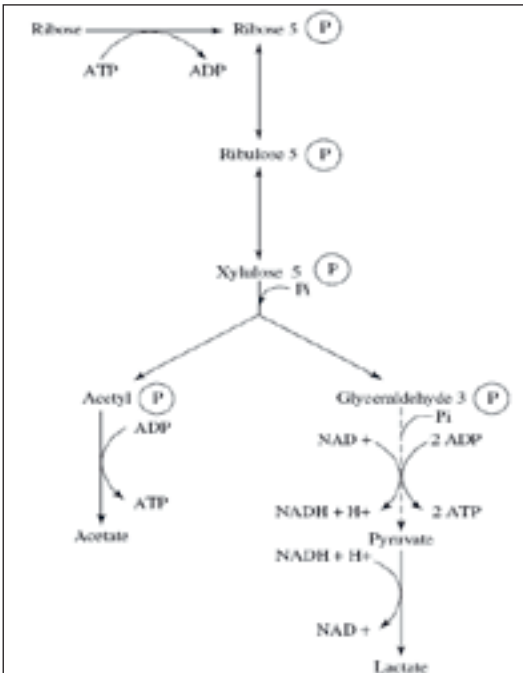 Ribose Ribose 5 P
ATP ADP
Ribulose 5 P
Xylulose 5 P
Pi
Acetyl P Glyceraldehyde 3 P
Pi
ADP NAD + 2 ADP
ATP NADH + H+ 2 ATP
Acetate Pyruvate
NADH + H+
NAD +
Lactate